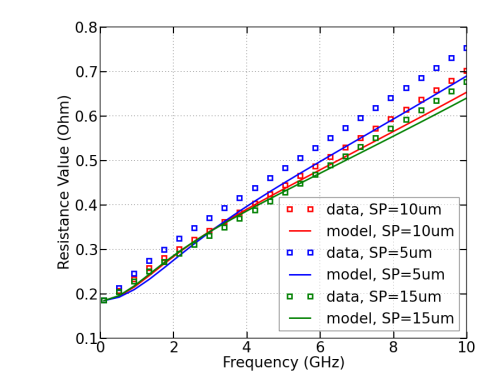 0.8
0.7
0.6
0.5
0.4
0.3
0.2
0.1
Resistance Value (Ohm)
data, SP=10um
model, SP=10um
data, SP=5um
model, SP=5um
data, SP=15um
model, SP=15um
0 2 4 6 8 10
Frequency (GHz)